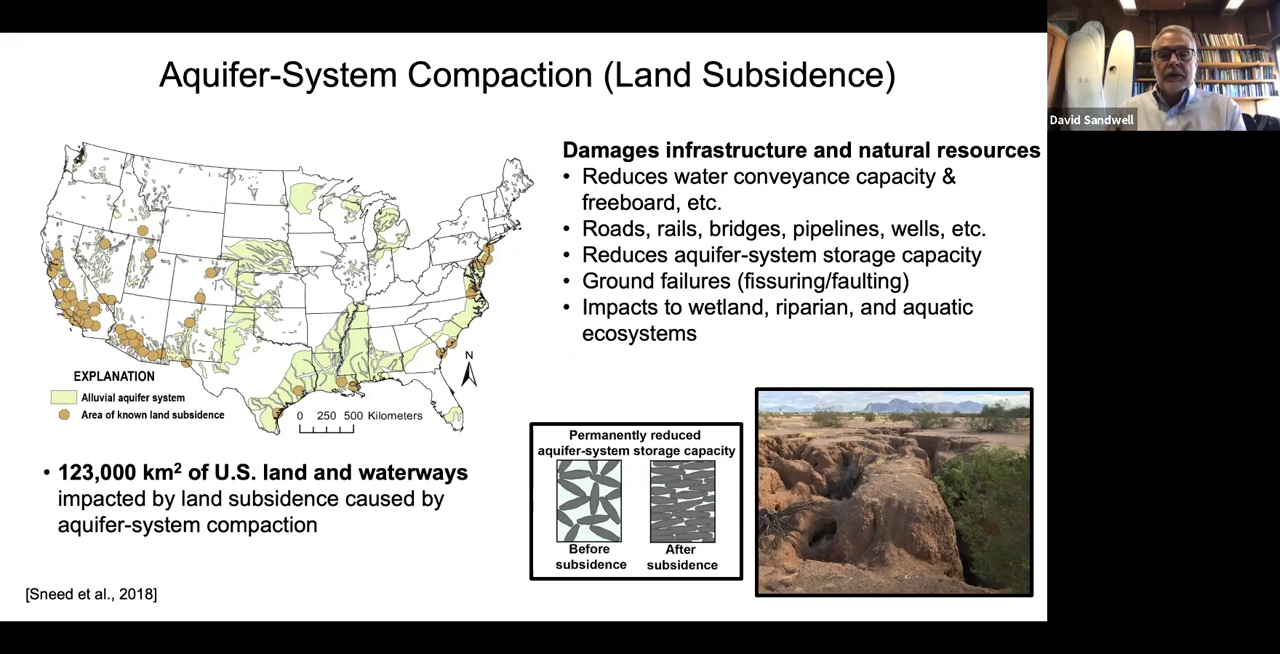 Aquifer-System Compaction (Land Subsidence)
David Sandwell
Damages infrastructure and natural resources
• Reduces water conveyance capacity &
freeboard, etc.
• Roads, rails, bridges, pipelines, wells, etc.
• Reduces aquifer-system storage capacity
• Ground failures (fissuring/faulting)
• Impacts to wetland, riparian, and aquatic
ecosystems
N
EXPLANATION
Alluvial aquifer system
Area of known land subsidence
0 250 500 Kilometers
• 123,000 km² of U.S. land and waterways
impacted by land subsidence caused by
aquifer-system compaction
Permanently reduced
aquifer-system storage capacity
Before
subsidence
After
subsidence
[Sneed et al., 2018]